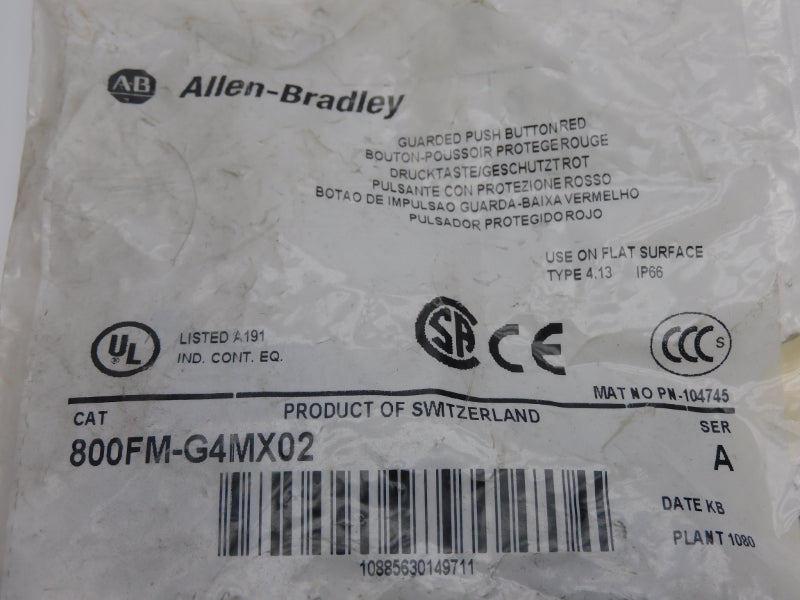 A-B Allen-Bradley
GUARDED PUSH BUTTON RED
BOUTON-POUSSOIR PROTEGE ROUGE
DRUCKTASTE/GESCHUTZT ROT
PULSANTE CON PROTEZIONE ROSSO
BOTAO DE IMPULSAO GUARDA-BAIXA VERMELHO
PULSADOR PROTEGIDO ROJO
USE ON FLAT SURFACE
TYPE 4.13 IP66
UL LISTED A191
IND. CONT. EQ.
SA CE CCC S
MAT NO PN-104745
CAT PRODUCT OF SWITZERLAND SER
800FM-G4MX02 A
DATE KB
PLANT 1080
10885630149711